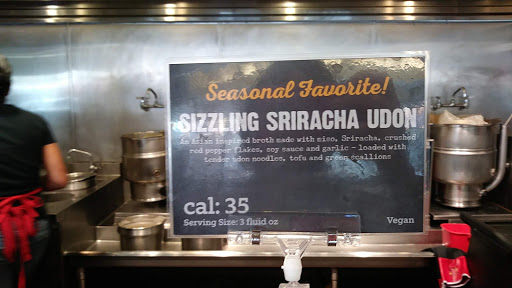 Seasonal Favorite!
SIZZLING SRIRACHA UDON
An Asian inspired broth made with miso, Sriracha, crushed
red pepper flakes, soy sauce and garlic - loaded with
tender udon noodles, tofu and green scallions
cal: 35
Serving Size: 3 fluid oz
Vegan